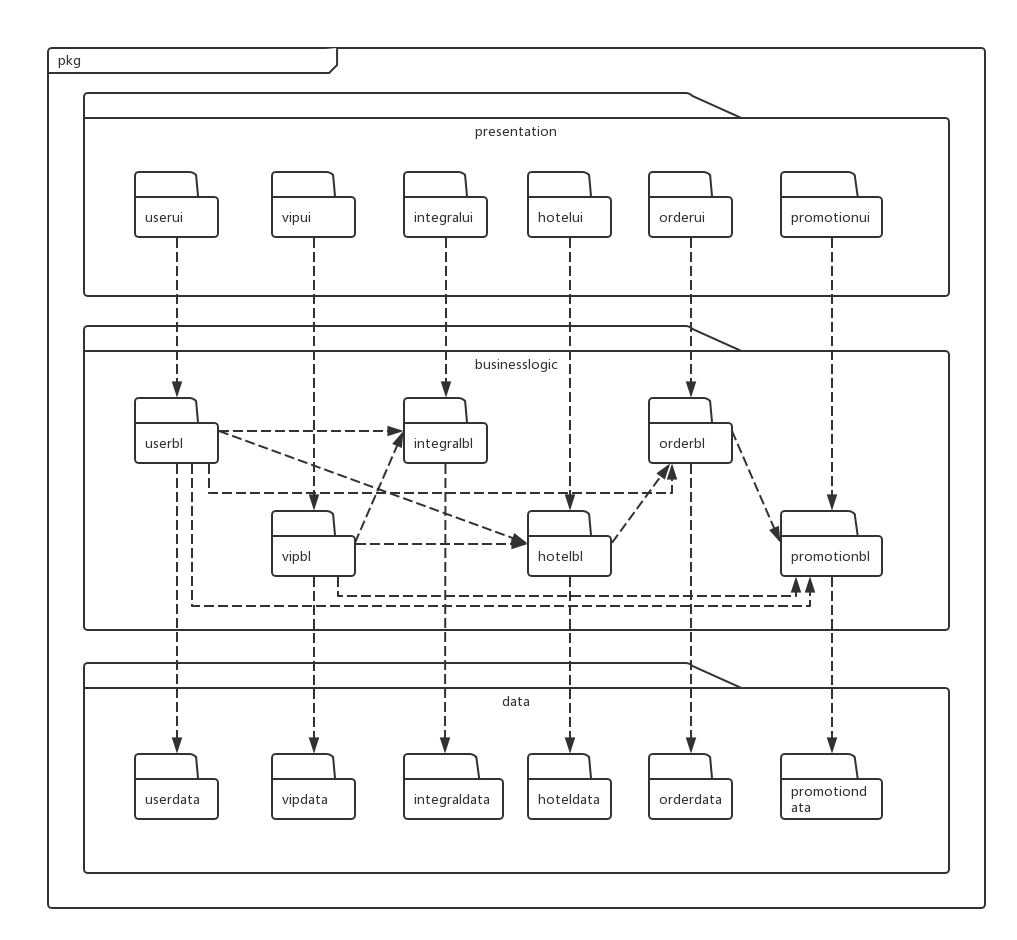 pkg
presentation
userui
vipui
integralui
hotelui
orderui
promotionui
businesslogic
userbl
integralbl
orderbl
vipbl
hotelbl
promotionbl
data
userdata
vipdata
integraldata
hoteldata
orderdata
promotiond
ata